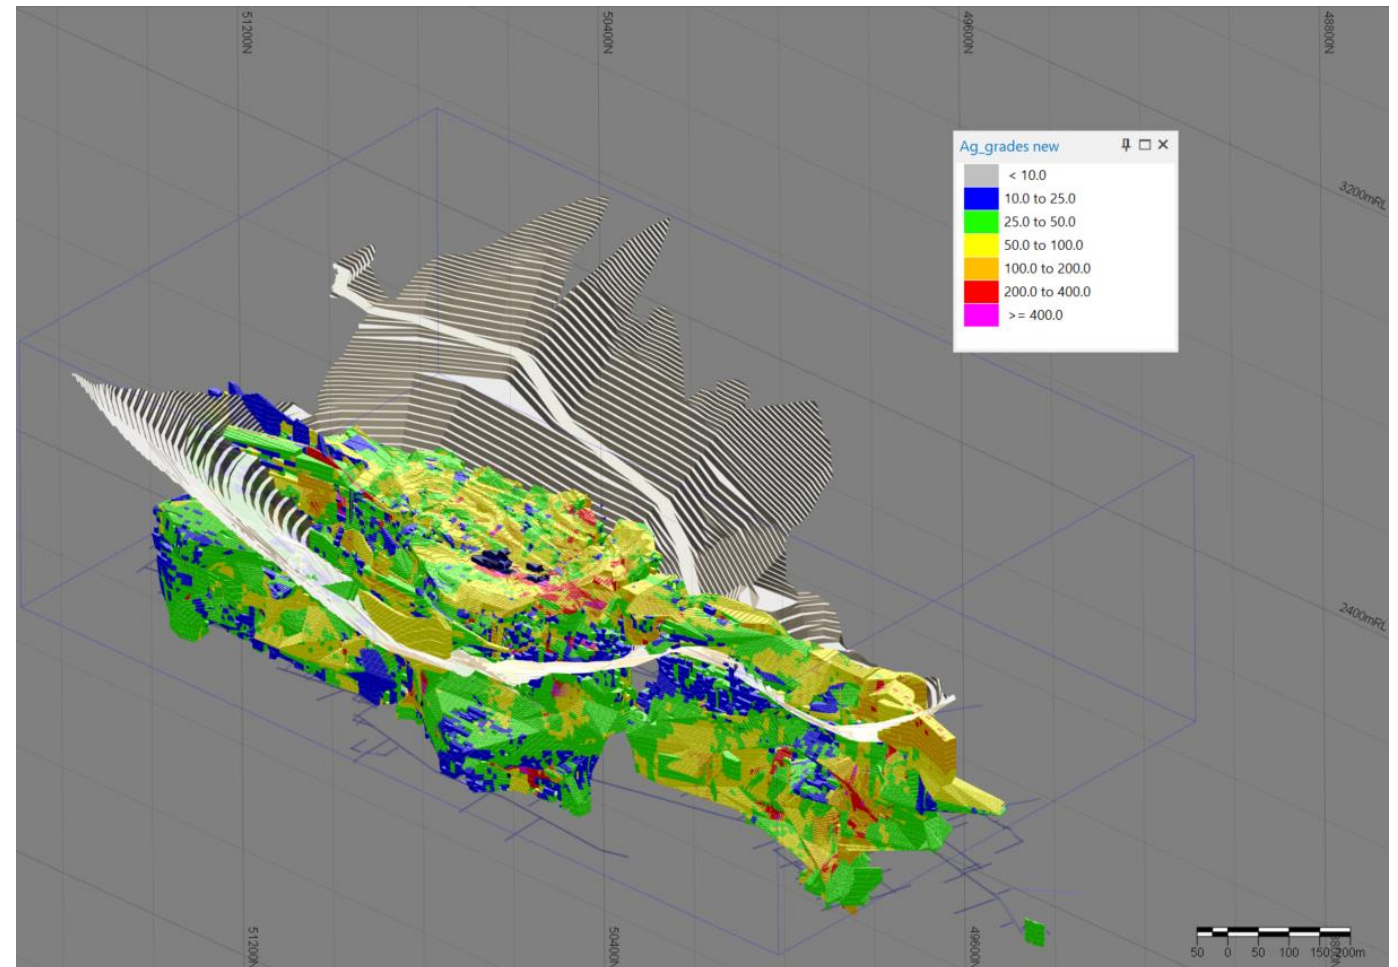 51200N
50400N
49600N
48800N
Ag_grades new
< 10.0
10.0 to 25.0
25.0 to 50.0
50.0 to 100.0
100.0 to 200.0
200.0 to 400.0
>= 400.0
3200mRL
2400mRL
51200N
50400N
49600N
50 0 50 100 150 200m